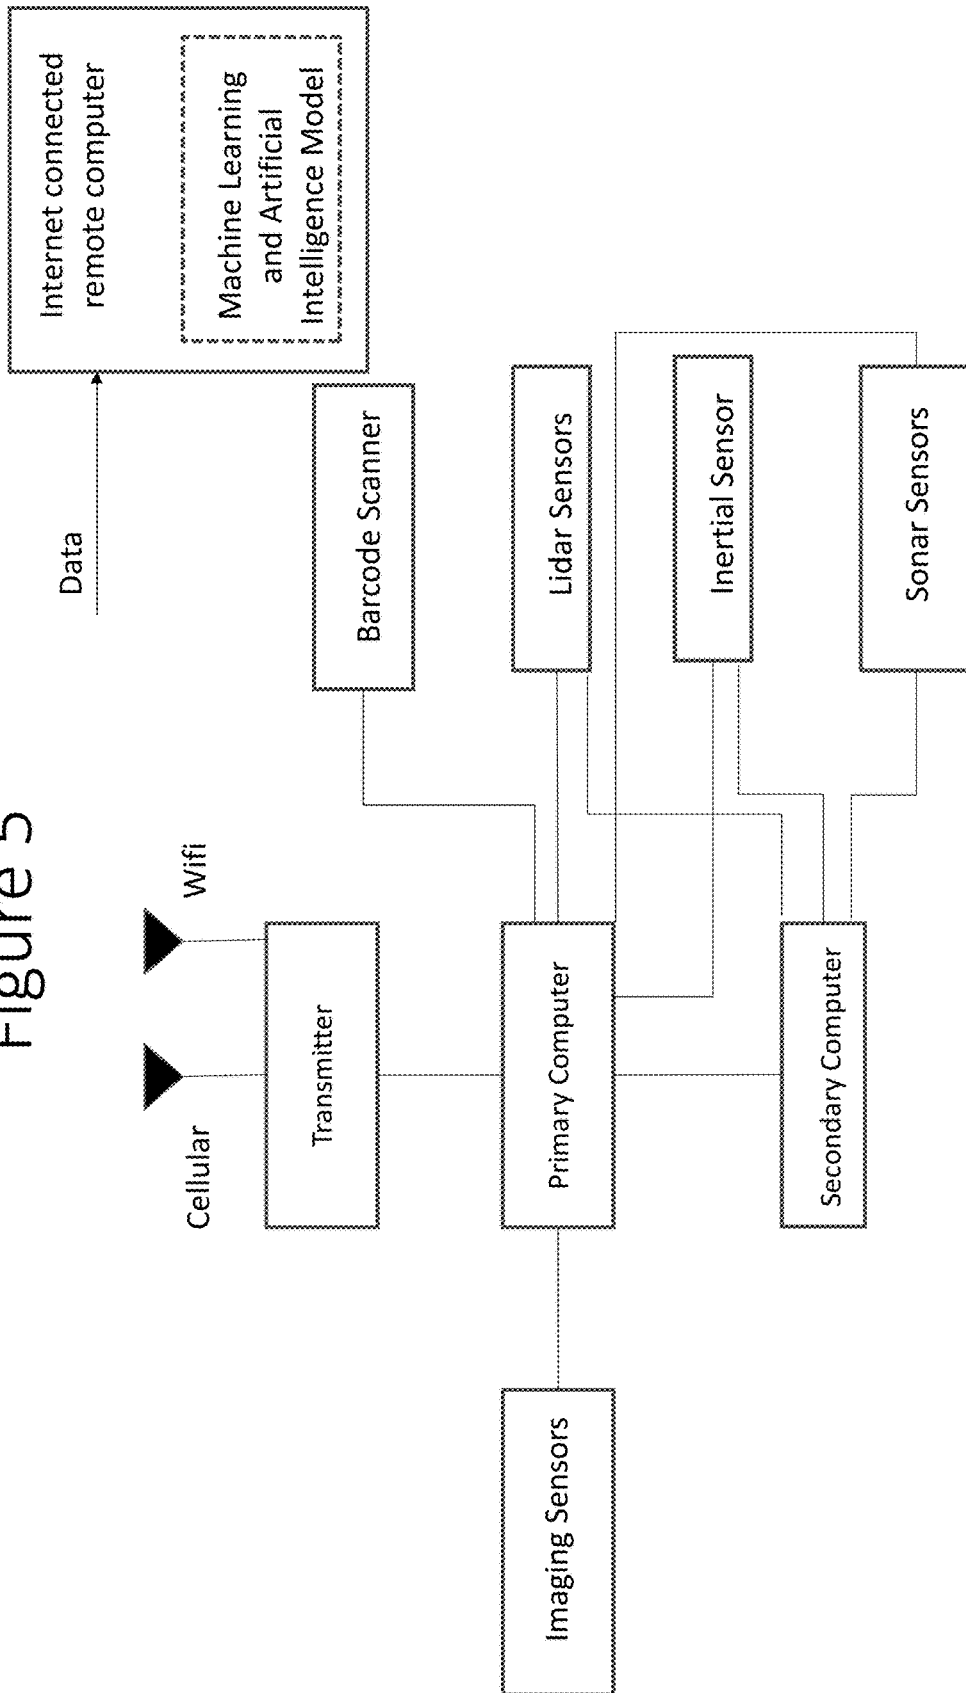 Figure 5
Internet connected
remote computer
Machine Learning
and Artificial
Intelligence Model
Data
Cellular
Wifi
Transmitter
Barcode Scanner
Imaging Sensors
Primary Computer
Lidar Sensors
Inertial Sensor
Secondary Computer
Sonar Sensors